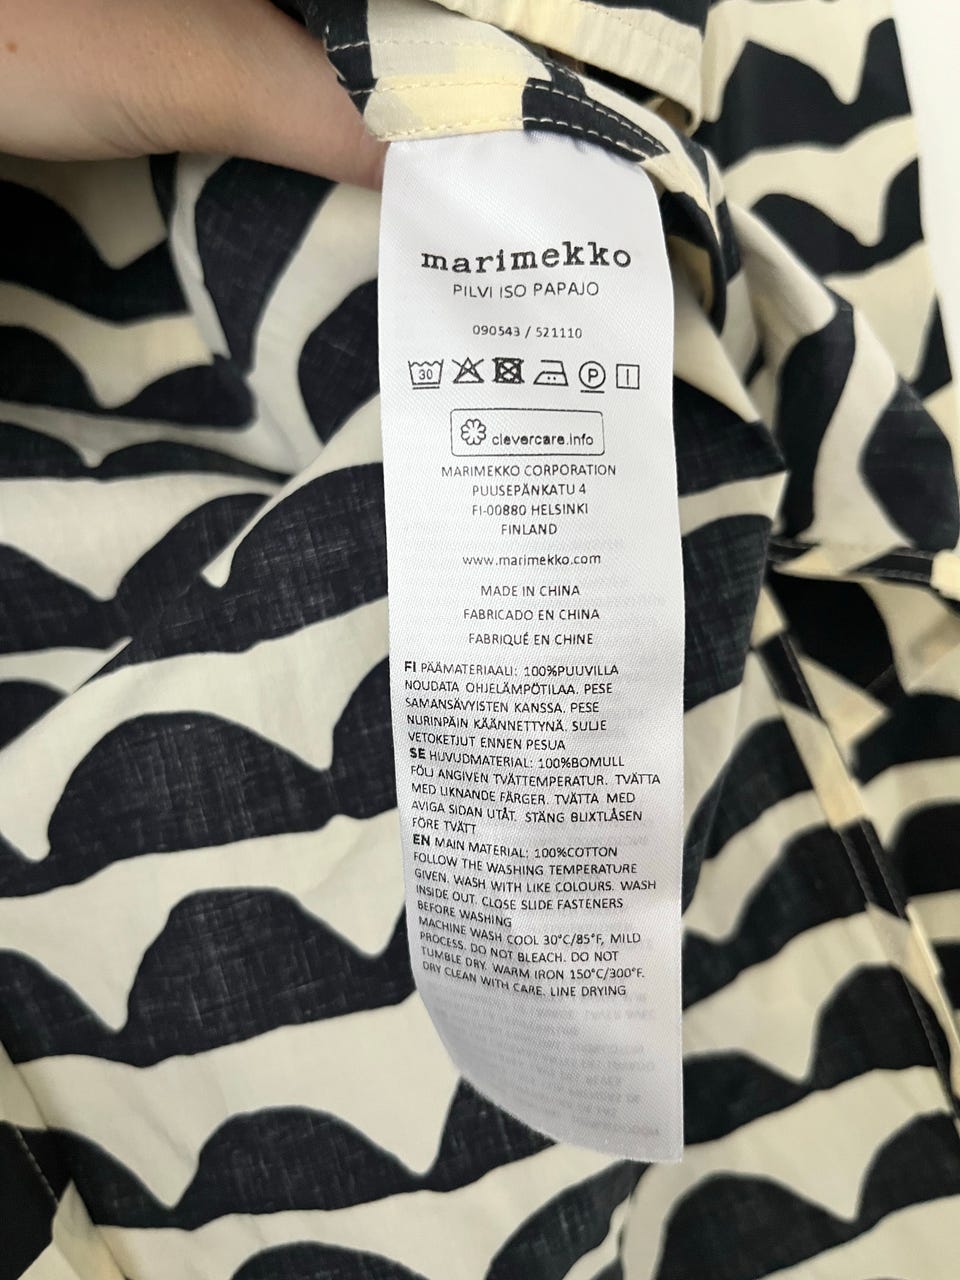 marimekko
PILVI ISO PAPAJO
090543 / 521110
30
P
clevercare.info
MARIMEKKO CORPORATION
PUUSEPÄNKATU 4
FI-00880 HELSINKI
FINLAND
www.marimekko.com
MADE IN CHINA
FABRICADO EN CHINA
FABRIQUÉ EN CHINE
FI PÄÄMATERIAALI: 100%PUUVILLA
NOUDATA OHJELÄMPÖTILAA. PESE
SAMANSÄVYISTEN KANSSA. PESE
NURINPÄIN KÄÄNNETTYNÄ. SULJE
VETOKETJUT ENNEN PESUA
SE HUVUDMATERIAL: 100%BOMULL
FÖLJ ANGIVEN TVÄTTEMPERATUR. TVÄTTA
MED LIKNANDE FÄRGER. TVÄTTA MED
AVIGA SIDAN UTÅT. STÄNG BLIXTLÅSEN
FÖRE TVÄTT
EN MAIN MATERIAL: 100%COTTON
FOLLOW THE WASHING TEMPERATURE
GIVEN. WASH WITH LIKE COLOURS. WASH
INSIDE OUT. CLOSE SLIDE FASTENERS
BEFORE WASHING
MACHINE WASH COOL 30°C/85°F, MILD
PROCESS. DO NOT BLEACH. DO NOT
TUMBLE DRY. WARM IRON 150°C/300°F.
DRY CLEAN WITH CARE. LINE DRYING